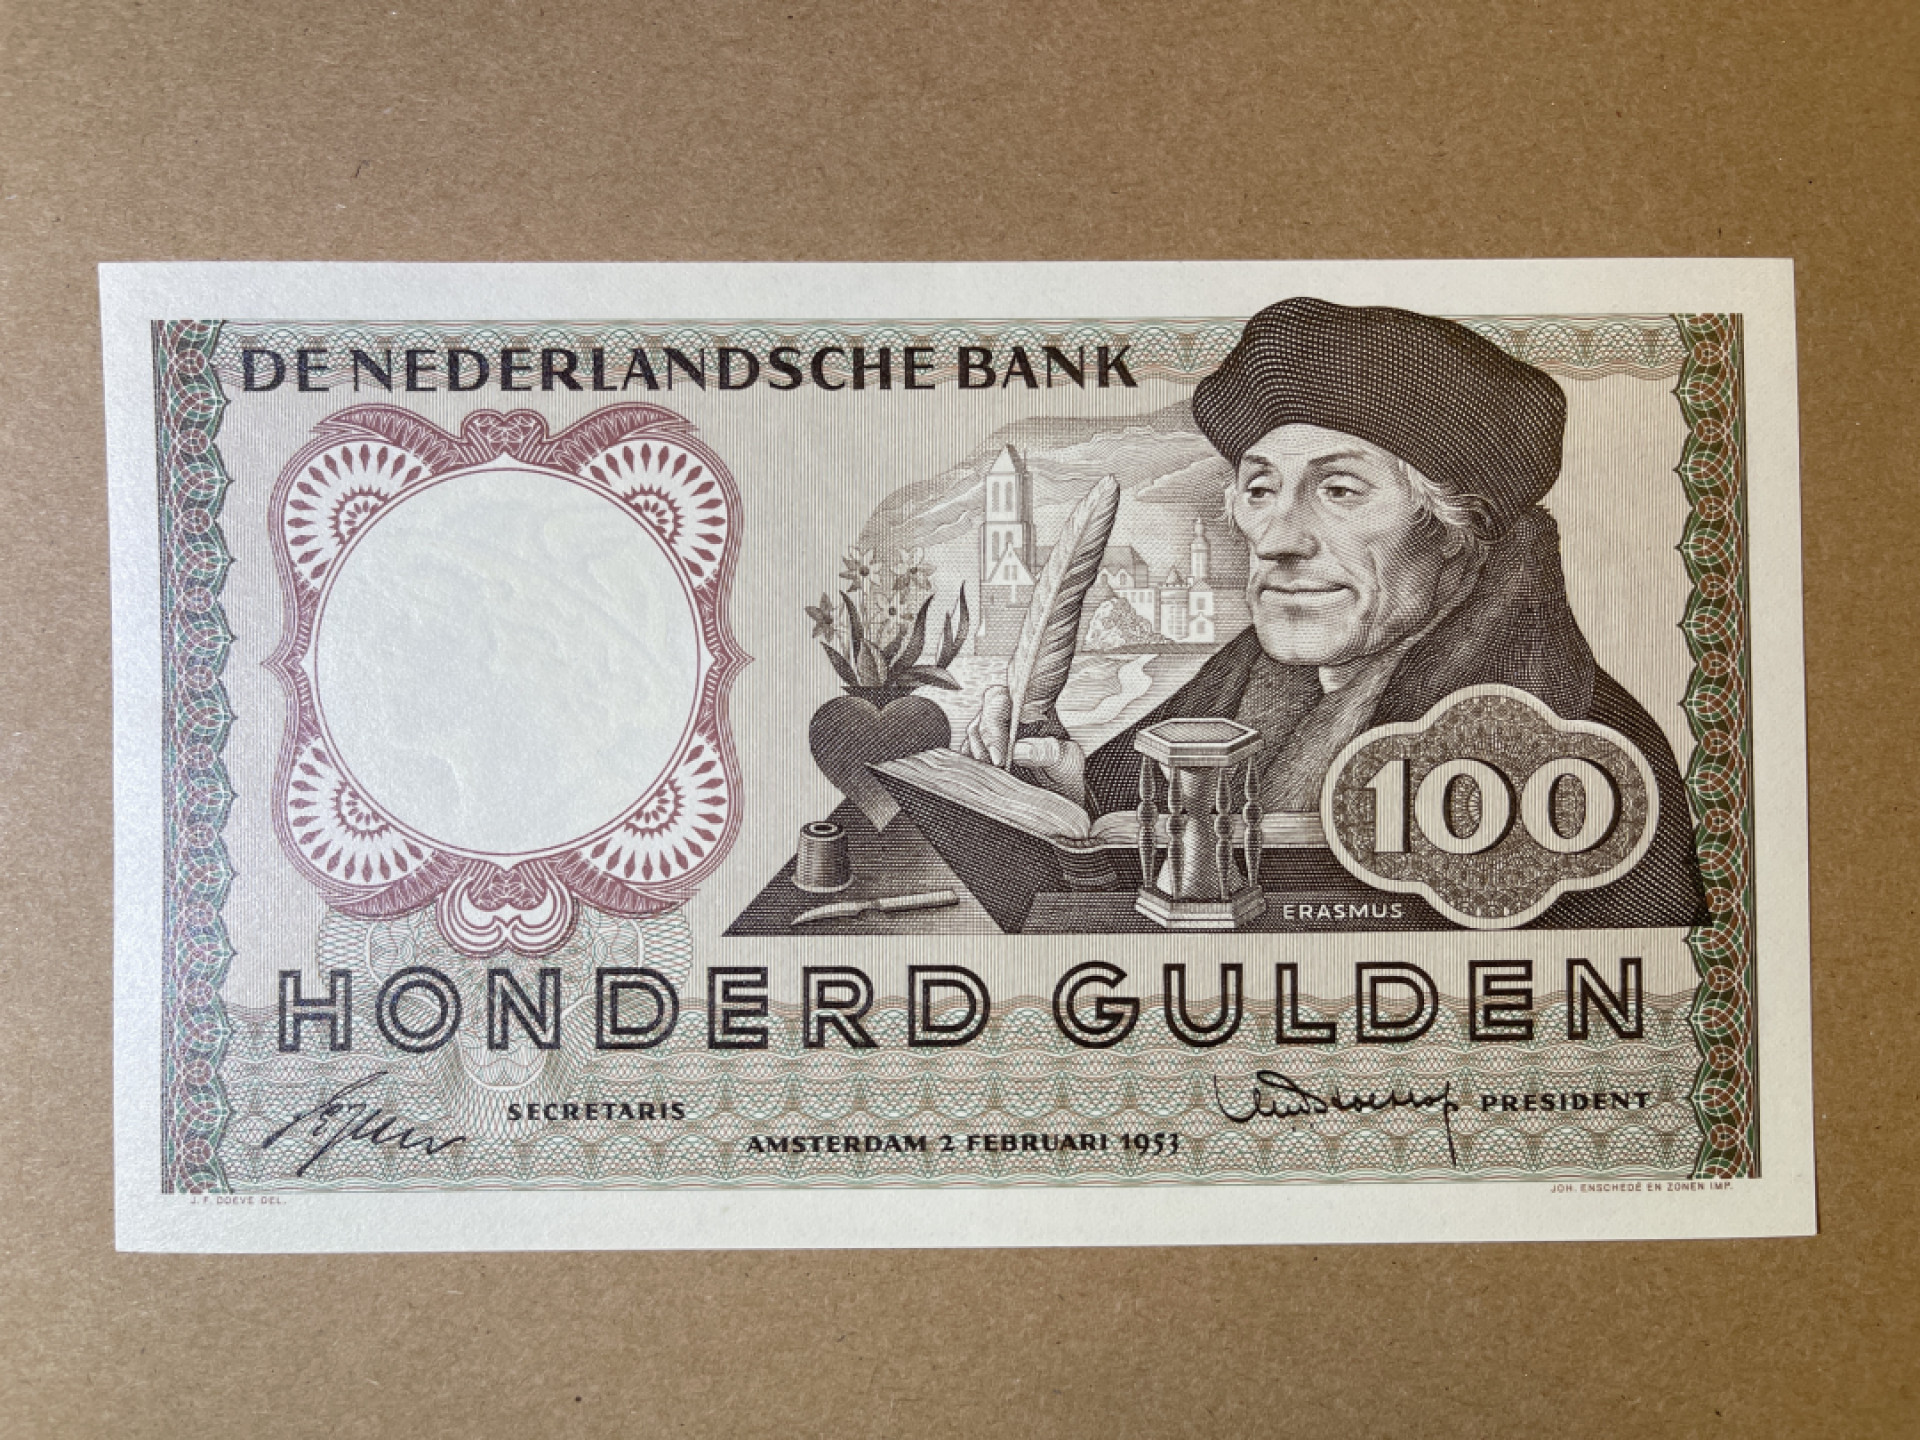 DE NEDERLANDSCHE BANK
100
ERASMUS
HONDERD GULDEN
SECRETARIS
PRESIDENT
AMSTERDAM 2 FEBRUARI 1953
J. F. DOEVE DEL.
JOH. ENSCHEDÉ EN ZONEN IMP.